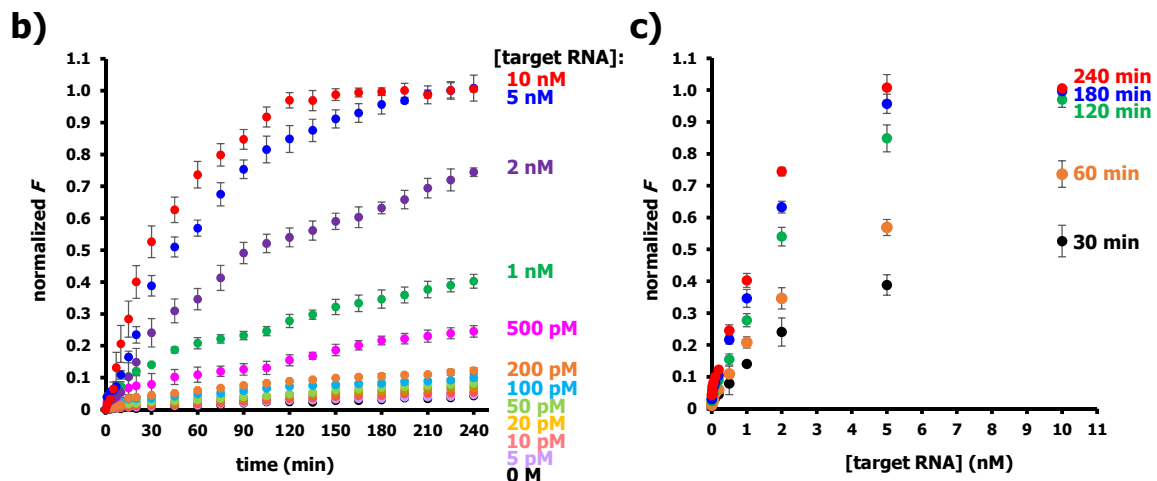 b)
normalized F
1.1
1.0
0.9
0.8
0.7
0.6
0.5
0.4
0.3
0.2
0.1
0
0 30 60 90 120 150 180 210 240
time (min)
[target RNA]:
10 nM
5 nM
2 nM
1 nM
500 pM
200 pM
100 pM
50 pM
20 pM
10 pM
5 pM
0 M
c)
normalized F
1.1
1.0
0.9
0.8
0.7
0.6
0.5
0.4
0.3
0.2
0.1
0
0 1 2 3 4 5 6 7 8 9 10 11
[target RNA] (nM)
240 min
180 min
120 min
60 min
30 min